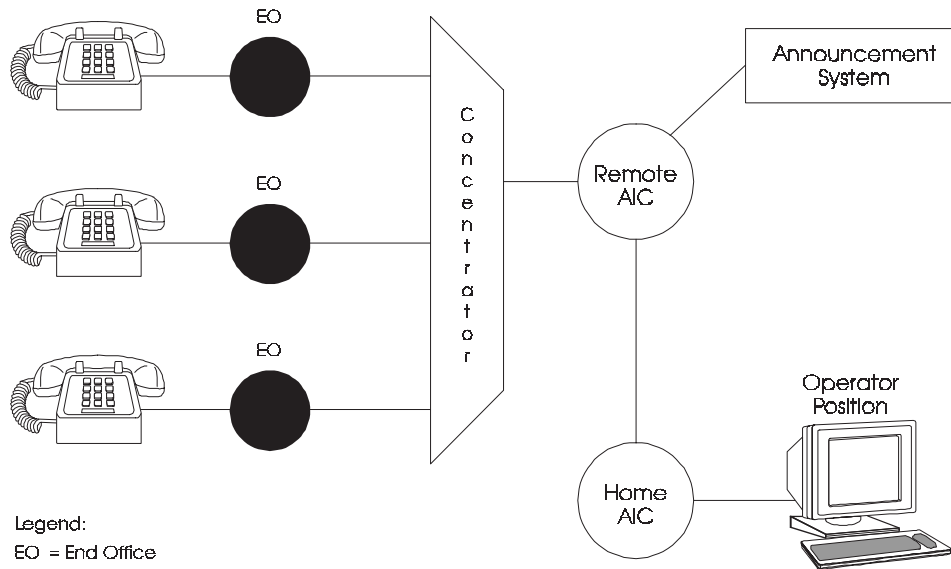 EO
Announcement
System
Concentrator
EO
Remote
AIC
EO
Operator
Position
Home
AIC
Legend:
EO = End Office